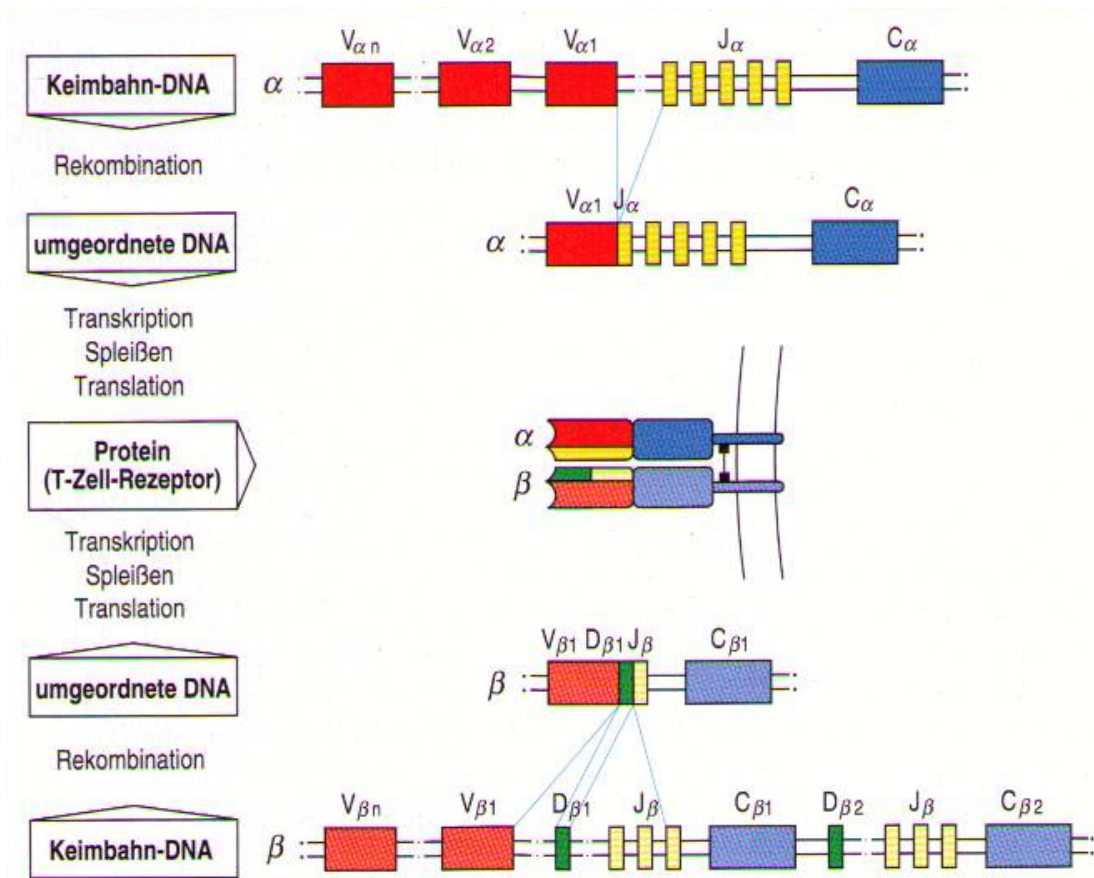 Vα n Vα2 Vα1 Jα Cα
Keimbahn-DNA α
Rekombination
Vα1 Jα Cα
umgeordnete DNA α
Transkription
Spleißen
Translation
Protein
(T-Zell-Rezeptor)
α
β
Transkription
Spleißen
Translation
Vβ1 Dβ1 Jβ Cβ1
umgeordnete DNA β
Rekombination
Vβn Vβ1 Dβ1 Jβ Cβ1 Dβ2 Jβ Cβ2
Keimbahn-DNA β